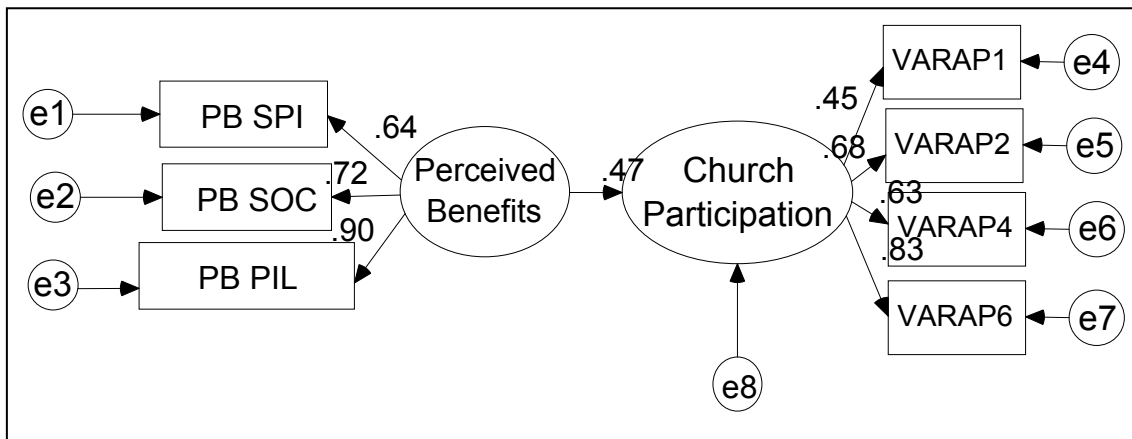 e1
PB SPI
.64
e2
PB SOC
.72
e3
PB PIL
.90
Perceived
Benefits
.47
Church
Participation
e8
.45
VARAP1
e4
.68
VARAP2
e5
.63
VARAP4
e6
.83
VARAP6
e7